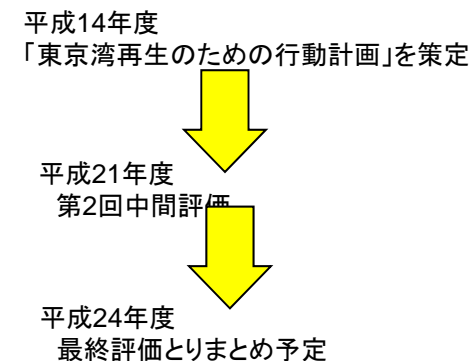 平成14年度
「東京湾再生のための行動計画」を策定
平成21年度
第2回中間評価
平成24年度
最終評価とりまとめ予定